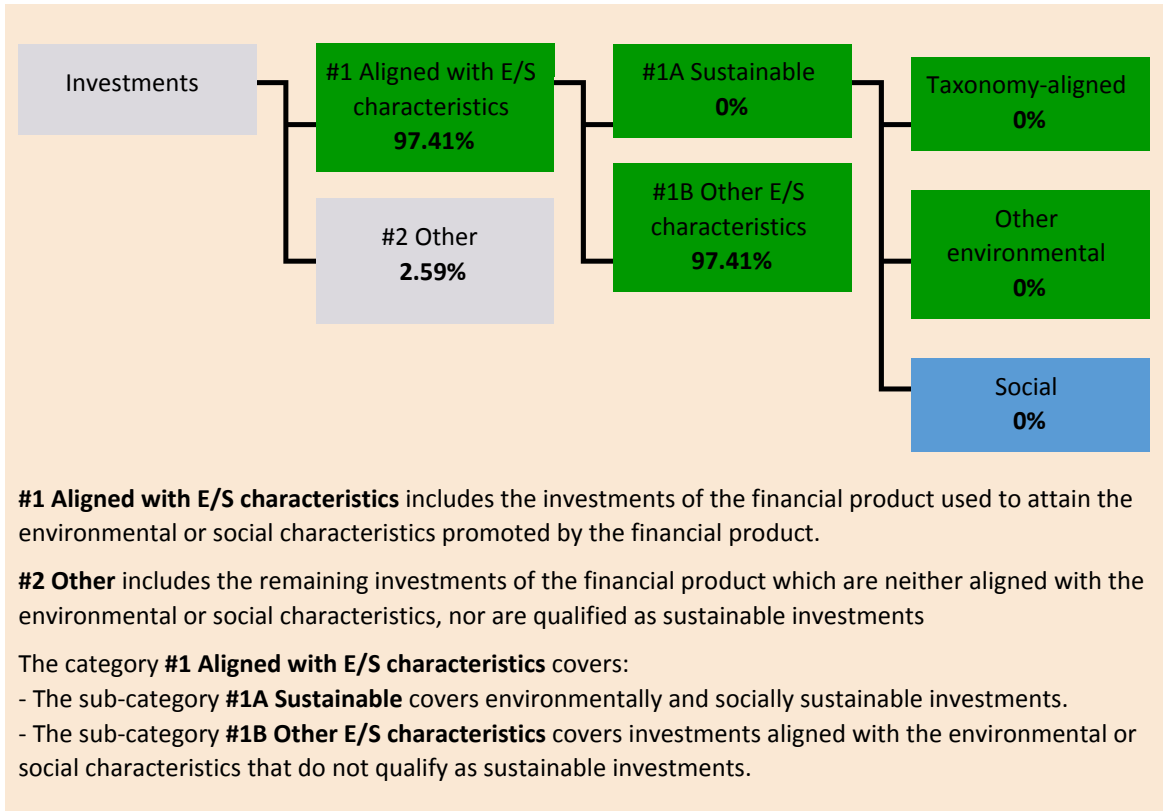 Investments
#1 Aligned with E/S
characteristics
97.41%
#2 Other
2.59%
#1A Sustainable
0%
#1B Other E/S
characteristics
97.41%
Taxonomy-aligned
0%
Other
environmental
0%
Social
0%
#1 Aligned with E/S characteristics includes the investments of the financial product used to attain the
environmental or social characteristics promoted by the financial product.
#2 Other includes the remaining investments of the financial product which are neither aligned with the
environmental or social characteristics, nor are qualified as sustainable investments
The category #1 Aligned with E/S characteristics covers:
- The sub-category #1A Sustainable covers environmentally and socially sustainable investments.
- The sub-category #1B Other E/S characteristics covers investments aligned with the environmental or
social characteristics that do not qualify as sustainable investments.